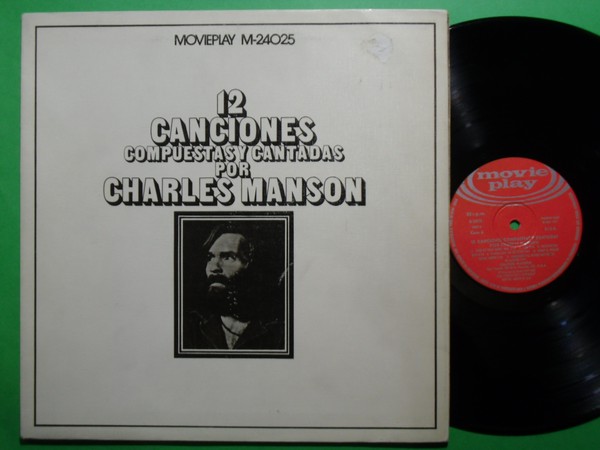 MOVIEPLAY M-24025
12
CANCIONES
COMPUESTAS Y CANTADAS
POR
CHARLES MANSON
movie
play